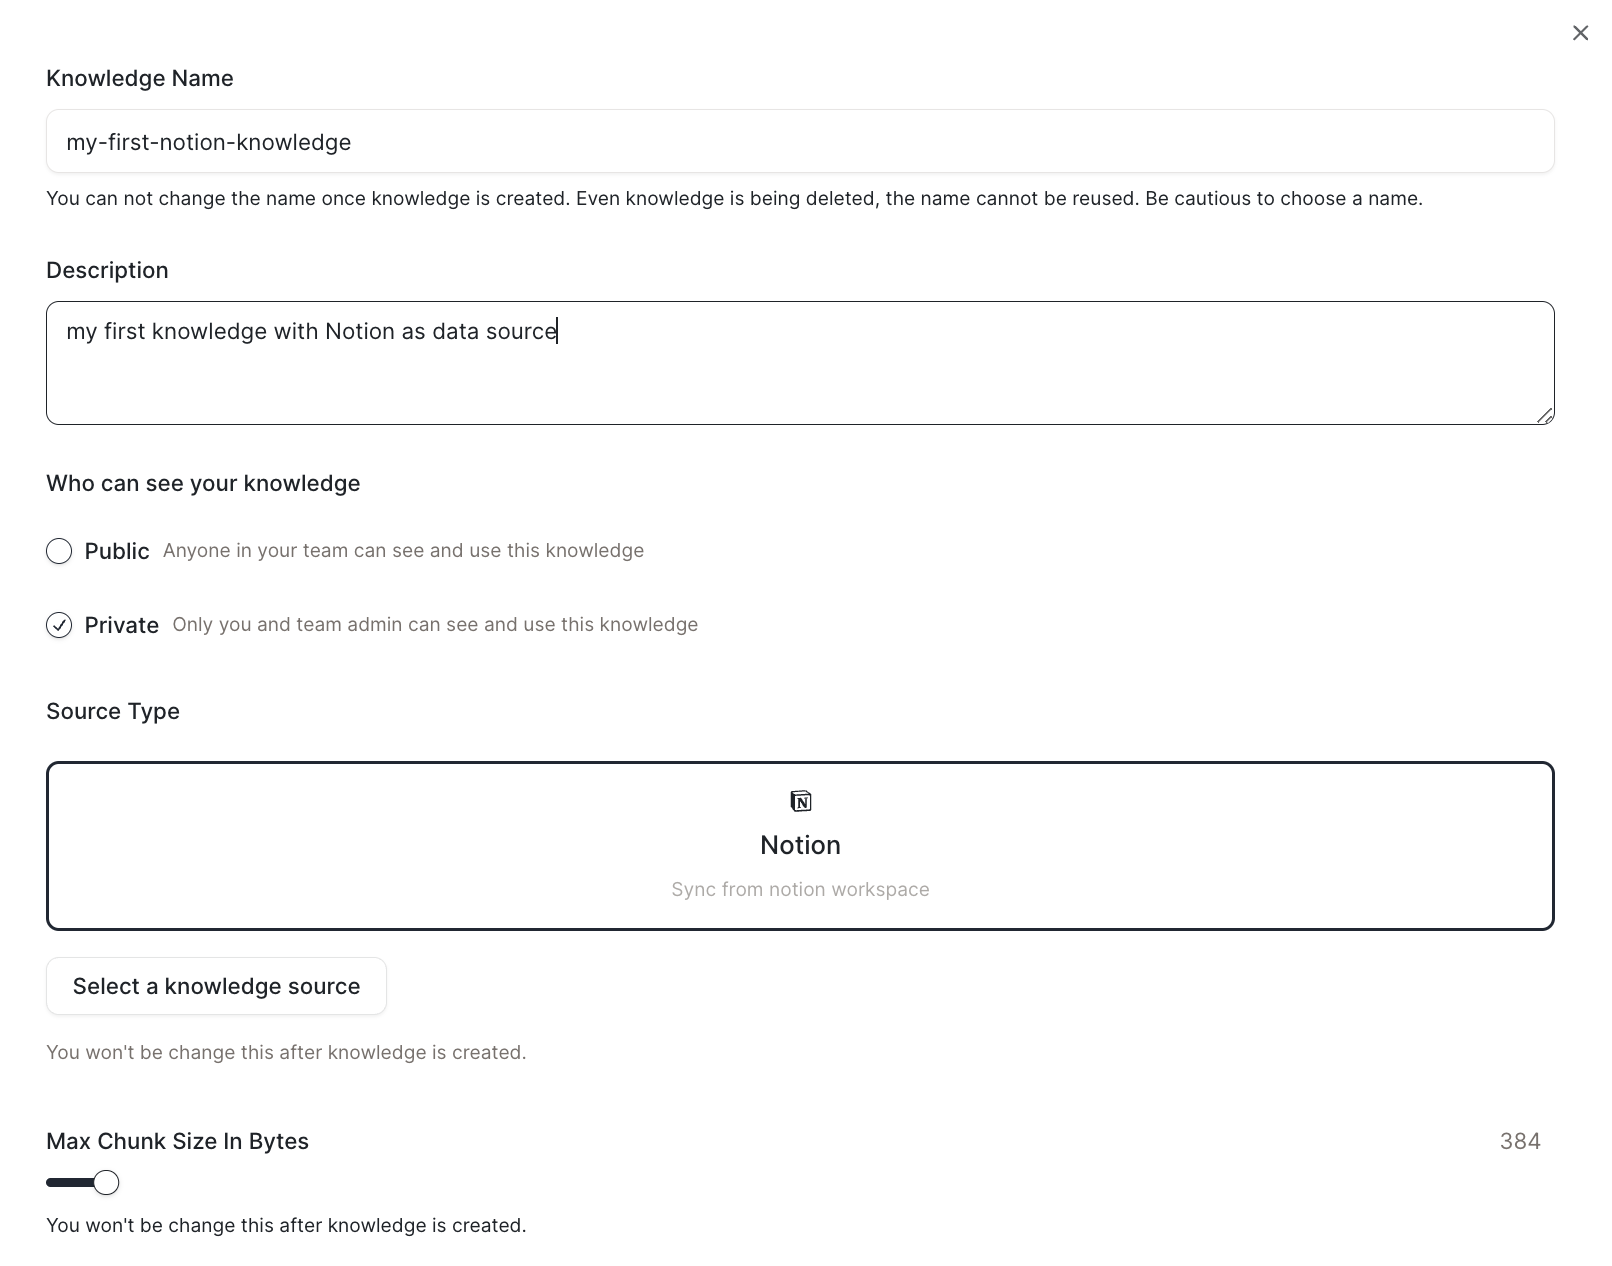 Knowledge Name
my-first-notion-knowledge
You can not change the name once knowledge is created. Even knowledge is being deleted, the name cannot be reused. Be cautious to choose a name.
Description
my first knowledge with Notion as data source
Who can see your knowledge
Public Anyone in your team can see and use this knowledge
Private Only you and team admin can see and use this knowledge
Source Type
N
Notion
Sync from notion workspace
Select a knowledge source
You won't be change this after knowledge is created.
Max Chunk Size In Bytes 384
You won't be change this after knowledge is created.